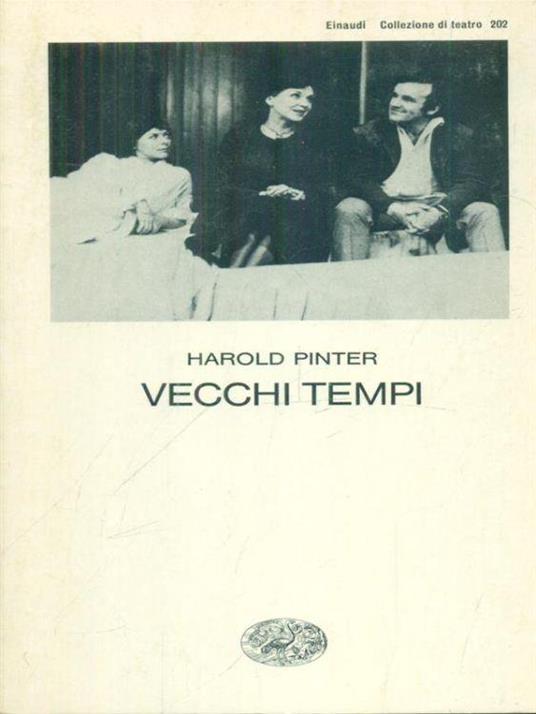 Einaudi Collezione di teatro 202
HAROLD PINTER
VECCHI TEMPI